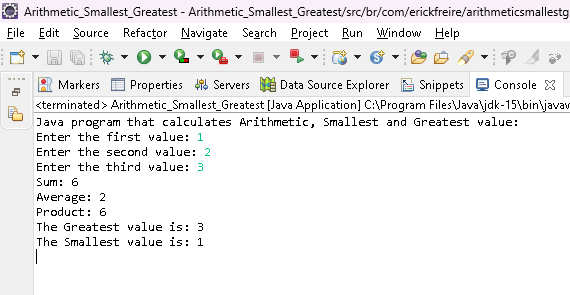 Arithmetic_Smallest_Greatest - Arithmetic_Smallest_Greatest/src/br/com/erickfreire/arithmeticsmallestg
File Edit Source Refactor Navigate Search Project Run Window Help
Markers Properties Servers Data Source Explorer Snippets Console
<terminated> Arithmetic_Smallest_Greatest [Java Application] C:\Program Files\Java\jdk-15\bin\javaw
Java program that calculates Arithmetic, Smallest and Greatest value:
Enter the first value: 1
Enter the second value: 2
Enter the third value: 3
Sum: 6
Average: 2
Product: 6
The Greatest value is: 3
The Smallest value is: 1